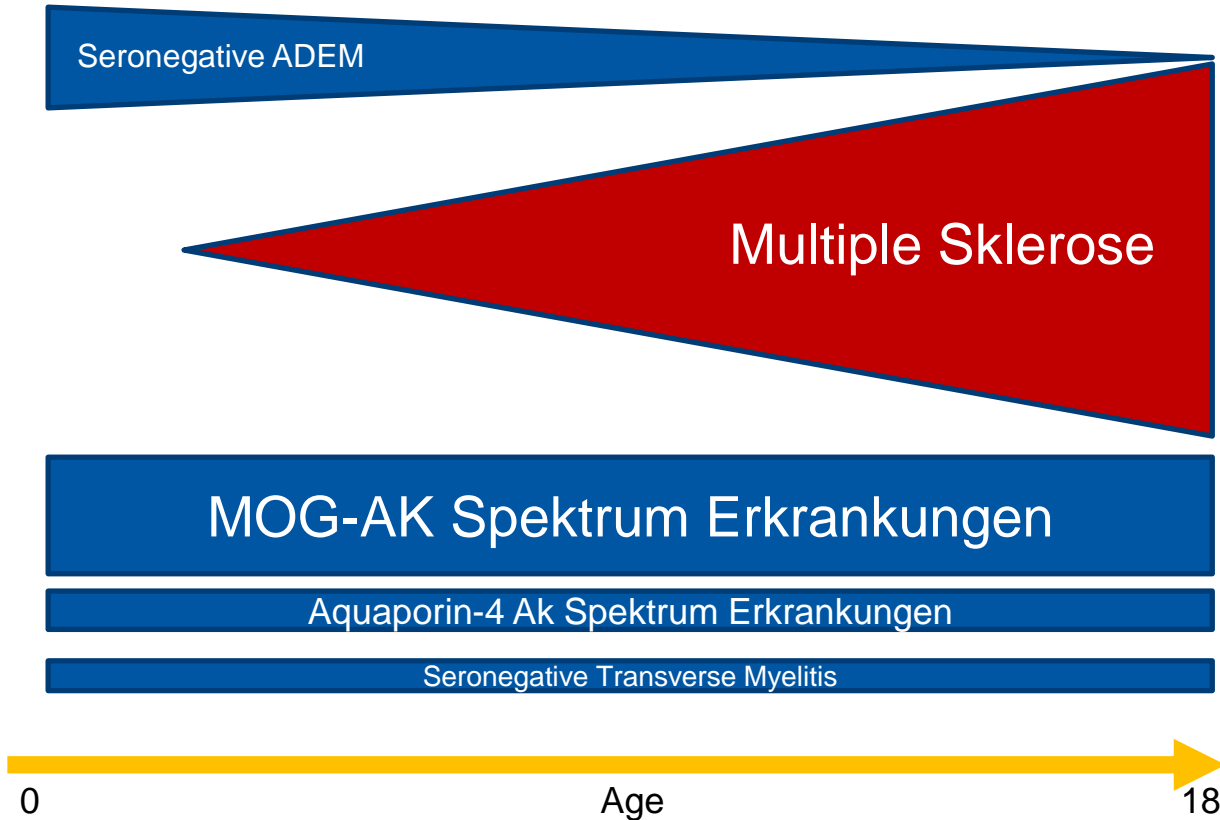 Seronegative ADEM
Multiple Sklerose
MOG-AK Spektrum Erkrankungen
Aquaporin-4 Ak Spektrum Erkrankungen
Seronegative Transverse Myelitis
0 Age 18